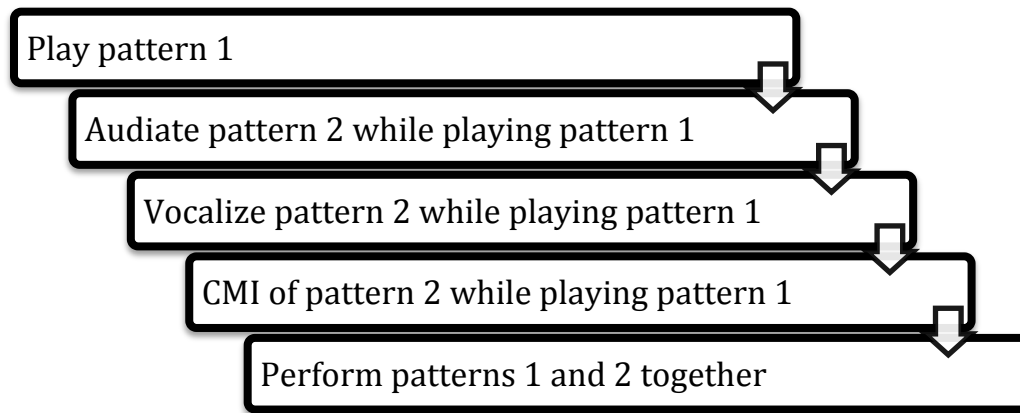 Play pattern 1
Audiate pattern 2 while playing pattern 1
Vocalize pattern 2 while playing pattern 1
CMI of pattern 2 while playing pattern 1
Perform patterns 1 and 2 together